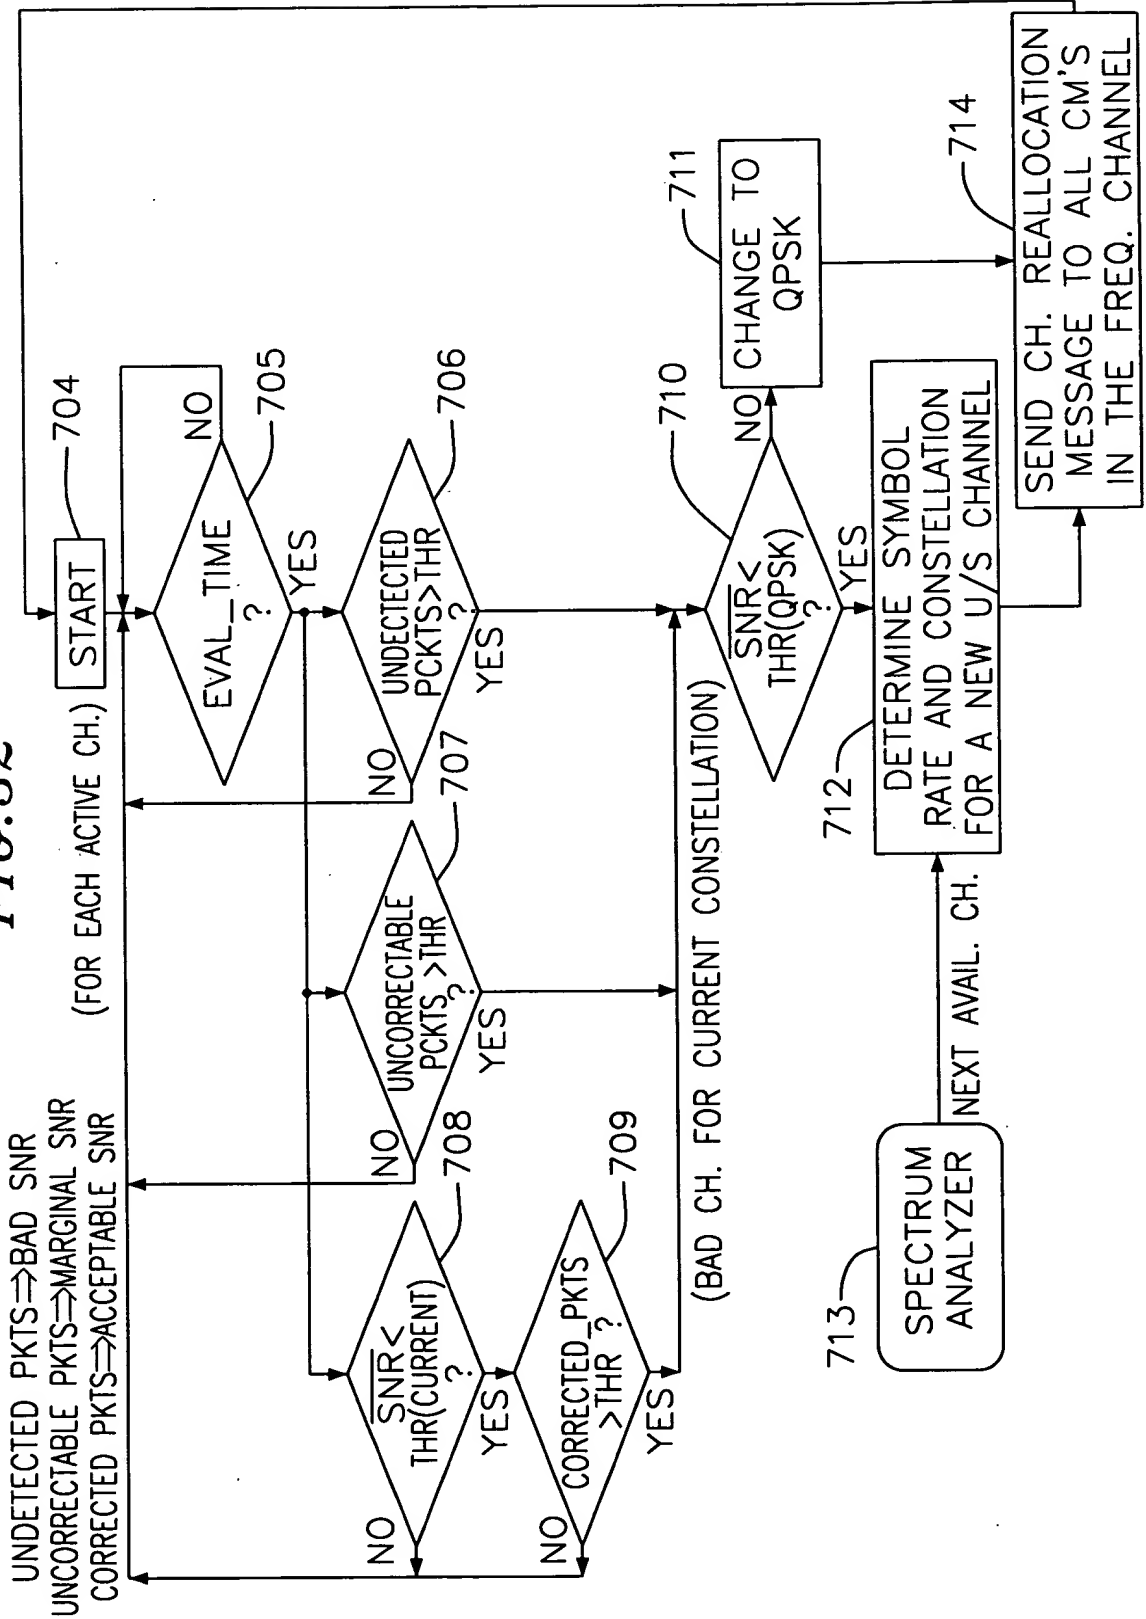 UNDETECTED PKTS⇒BAD SNR
UNCORRECTABLE PKTS⇒MARGINAL SNR
CORRECTED PKTS⇒ACCEPTABLE SNR
(FOR EACH ACTIVE CH.)
START
704
EVAL_TIME
?
705
NO
YES
UNDECTECTED
PCKTS>THR
?
706
NO
YES
UNCORRECTABLE
PCKTS >THR
?
707
NO
YES
SNR<
THR(CURRENT)
?
708
NO
YES
CORRECTED_PKTS
>THR ?
709
NO
YES
(BAD CH. FOR CURRENT CONSTELLATION)
SNR<
THR(QPSK)
?
710
NO
YES
CHANGE TO
QPSK
711
DETERMINE SYMBOL
RATE AND CONSTELLATION
FOR A NEW U/S CHANNEL
712
SPECTRUM
ANALYZER
713
NEXT AVAIL. CH.
SEND CH. REALLOCATION
MESSAGE TO ALL CM'S
IN THE FREQ. CHANNEL
714